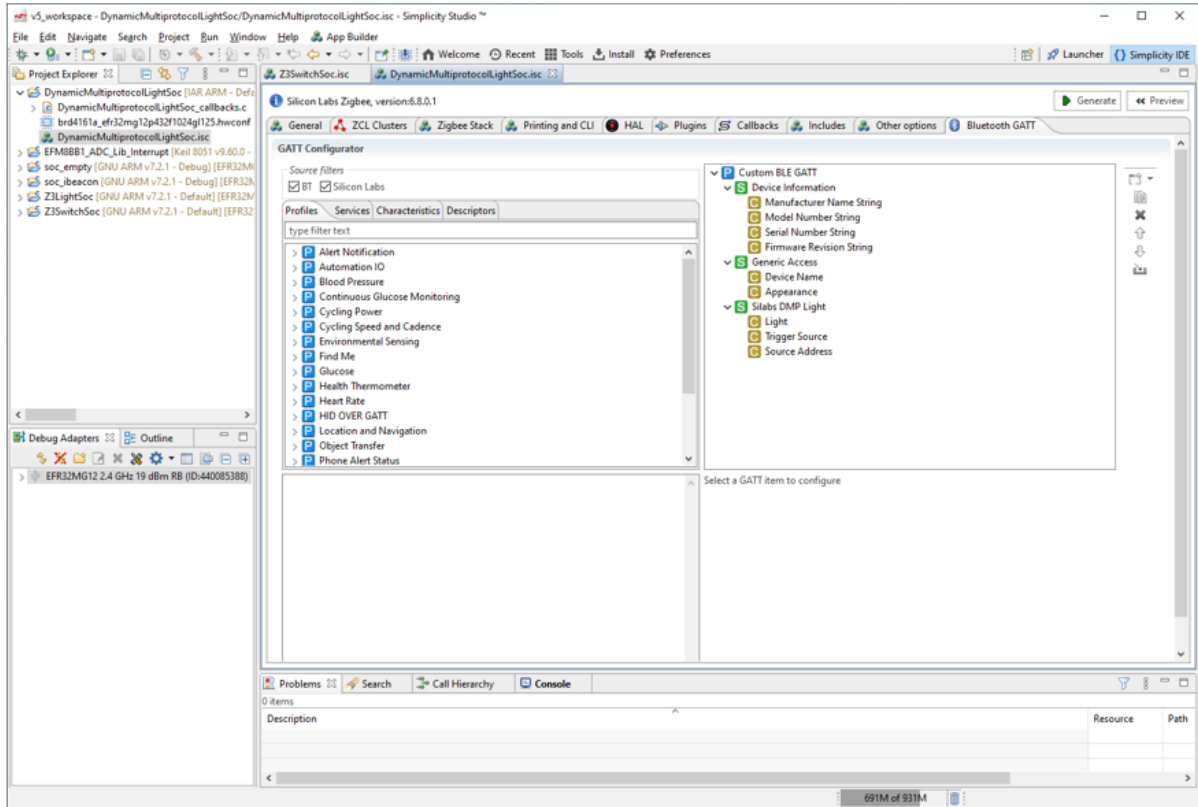 v5_workspace - DynamicMultiprotocolLightSoc/DynamicMultiprotocolLightSoc.isc - Simplicity Studio ™
File Edit Navigate Search Project Run Window Help App Builder
Welcome Recent Tools Install Preferences
Launcher {} Simplicity IDE
Project Explorer
DynamicMultiprotocolLightSoc [IAR ARM - Defa
DynamicMultiprotocolLightSoc_callbacks.c
brd4161a_efr32mg12p432f1024gl125.hwconf
DynamicMultiprotocolLightSoc.isc
EFM8BB1_ADC_Lib_Interrupt [Keil 8051 v9.60.0 -
soc_empty [GNU ARM v7.2.1 - Debug] [EFR32MG
soc_ibeacon [GNU ARM v7.2.1 - Debug] [EFR32M
Z3LightSoc [GNU ARM v7.2.1 - Default] [EFR32M
Z3SwitchSoc [GNU ARM v7.2.1 - Default] [EFR32
Debug Adapters Outline
EFR32MG12 2.4 GHz 19 dBm RB (ID:440085388)
Z3SwitchSoc.isc DynamicMultiprotocolLightSoc.isc
Silicon Labs Zigbee, version:6.8.0.1
Generate Preview
General ZCL Clusters Zigbee Stack Printing and CLI HAL Plugins Callbacks Includes Other options Bluetooth GATT
GATT Configurator
Source filters
BT Silicon Labs
Profiles Services Characteristics Descriptors
type filter text
Alert Notification
Automation IO
Blood Pressure
Continuous Glucose Monitoring
Cycling Power
Cycling Speed and Cadence
Environmental Sensing
Find Me
Glucose
Health Thermometer
Heart Rate
HID OVER GATT
Location and Navigation
Object Transfer
Phone Alert Status
P Custom BLE GATT
S Device Information
C Manufacturer Name String
C Model Number String
C Serial Number String
C Firmware Revision String
S Generic Access
C Device Name
C Appearance
S Silabs DMP Light
C Light
C Trigger Source
C Source Address
Select a GATT item to configure
Problems Search Call Hierarchy Console
0 items
Description Resource Path
691M of 931M